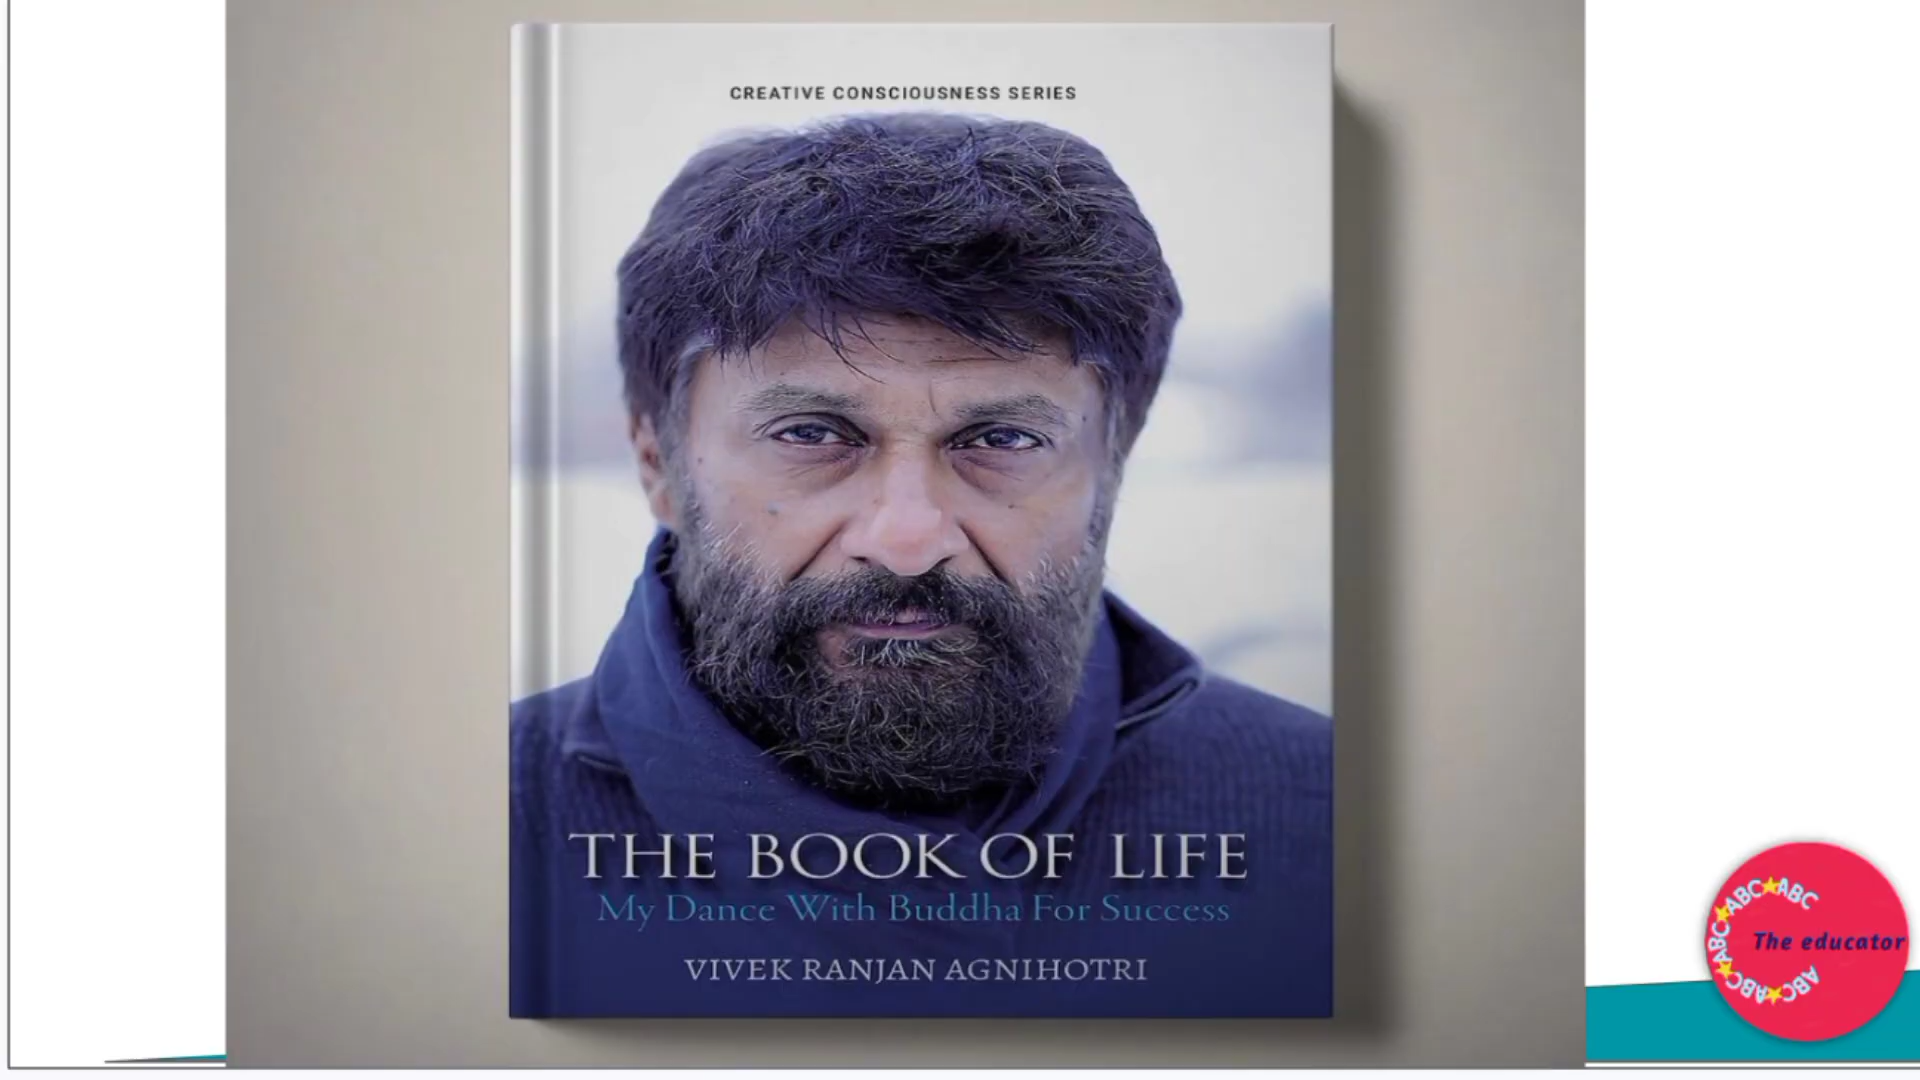 CREATIVE CONSCIOUSNESS SERIES
THE BOOK OF LIFE
My Dance With Buddha For Success
VIVEK RANJAN AGNIHOTRI
ABC★ABC★ABC
The educator
ABC★ABC★ABC